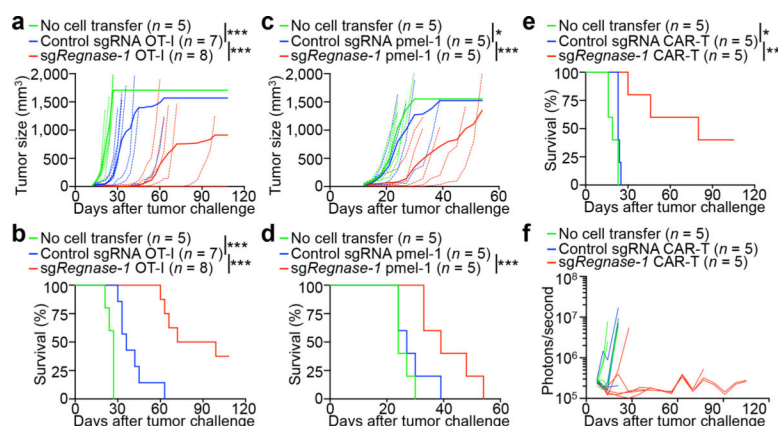 a
No cell transfer (n = 5)
Control sgRNA OT-I (n = 7)
sgRegnase-1 OT-I (n = 8)
***
***
Tumor size (mm3)
2,000
1,500
1,000
500
0
0 30 60 90 120
Days after tumor challenge
c
No cell transfer (n = 5)
Control sgRNA pmel-1 (n = 5)
sgRegnase-1 pmel-1 (n = 5)
*
***
Tumor size (mm3)
2,000
1,500
1,000
500
0
0 20 40 60
Days after tumor challenge
e
No cell transfer (n = 5)
Control sgRNA CAR-T (n = 5)
sgRegnase-1 CAR-T (n = 5)
*
**
Survival (%)
100
75
50
25
0
0 30 60 90 120
Days after tumor challenge
b
No cell transfer (n = 5)
Control sgRNA OT-I (n = 7)
sgRegnase-1 OT-I (n = 8)
***
***
Survival (%)
100
50
0
0 30 60 90 120
Days after tumor challenge
d
No cell transfer (n = 5)
Control sgRNA pmel-1 (n = 5)
sgRegnase-1 pmel-1 (n = 5)
***
Survival (%)
100
50
0
0 20 40 60
Days after tumor challenge
f
No cell transfer (n = 5)
Control sgRNA CAR-T (n = 5)
sgRegnase-1 CAR-T (n = 5)
Photons/second
10^8
10^7
10^6
10^5
0 30 60 90 120
Days after tumor challenge